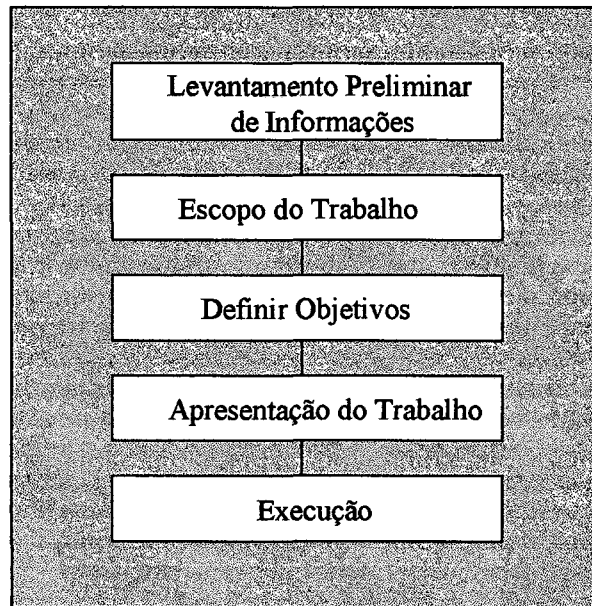 Levantamento Preliminar
de Informações
Escopo do Trabalho
Definir Objetivos
Apresentação do Trabalho
Execução